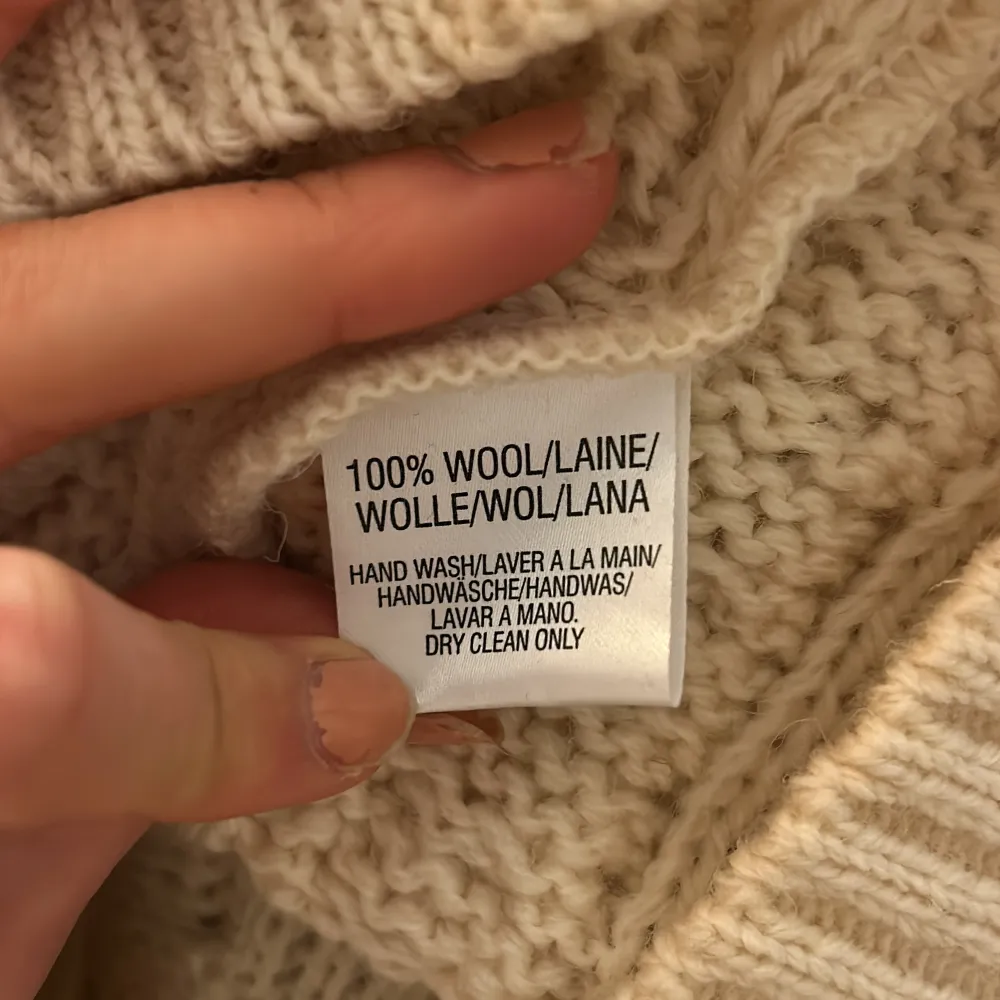 100% WOOL/LAINE/
WOLLE/WOL/LANA
HAND WASH/LAVER A LA MAIN/
HANDWÄSCHE/HANDWAS/
LAVAR A MANO.
DRY CLEAN ONLY